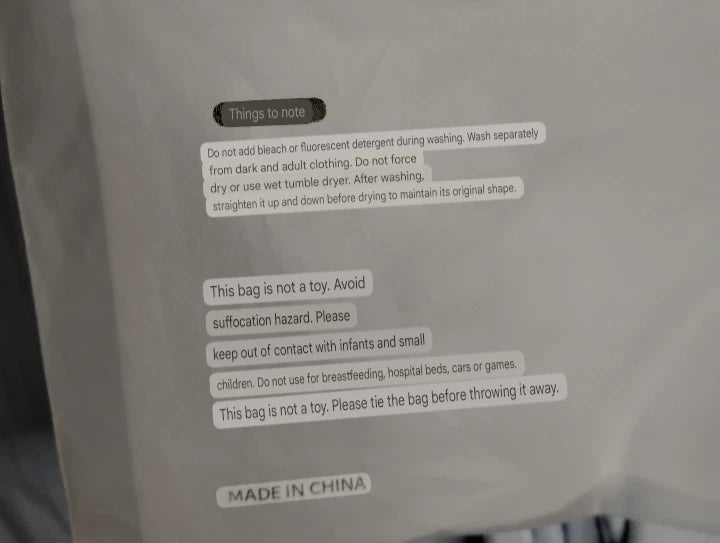 Things to note
Do not add bleach or fluorescent detergent during washing. Wash separately
from dark and adult clothing. Do not force
dry or use wet tumble dryer. After washing,
straighten it up and down before drying to maintain its original shape.
This bag is not a toy. Avoid
suffocation hazard. Please
keep out of contact with infants and small
children. Do not use for breastfeeding, hospital beds, cars or games.
This bag is not a toy. Please tie the bag before throwing it away.
MADE IN CHINA